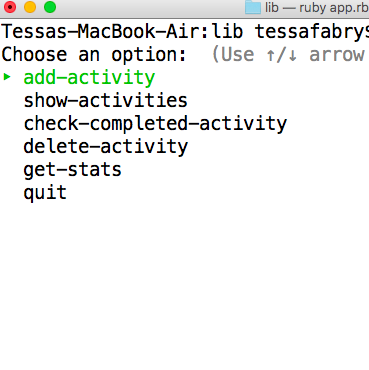 lib — ruby app.rb
Tessas-MacBook-Air:lib tessafabry$
Choose an option:  (Use ↑/↓ arrow
‣ add-activity
show-activities
check-completed-activity
delete-activity
get-stats
quit